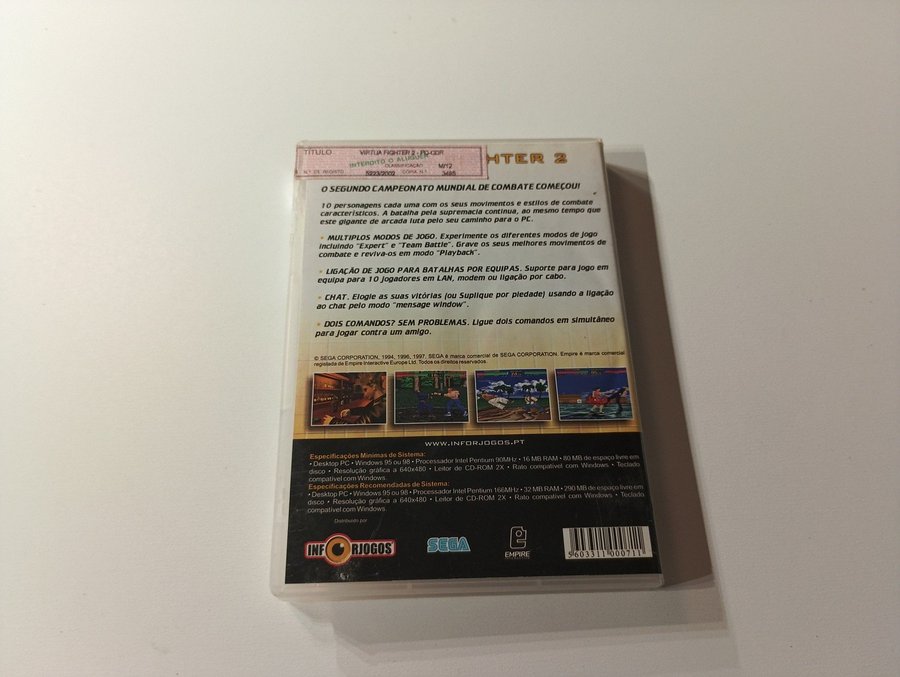 TÍTULO: VIRTUA FIGHTER 2 - PC-CDR
INTERDITO O ALUGUER
CLASSIFICAÇÃO M/12
N.º DE REGISTO 5223/2002 CÓPIA N.º 3495
HTER 2
O SEGUNDO CAMPEONATO MUNDIAL DE COMBATE COMEÇOU!
10 personagens cada uma com os seus movimentos e estilos de combate
característicos. A batalha pela supremacia continua, ao mesmo tempo que
este gigante de arcada luta pelo seu caminho para o PC.
• MULTIPLOS MODOS DE JOGO. Experimente os diferentes modos de jogo
incluindo "Expert" e "Team Battle". Grave os seus melhores movimentos de
combate e reviva-os em modo "Playback".
• LIGAÇÃO DE JOGO PARA BATALHAS POR EQUIPAS. Suporte para jogo em
equipa para 10 jogadores em LAN, modem ou ligação por cabo.
• CHAT. Elogie as suas vitórias (ou Suplique por piedade) usando a ligação
ao chat pelo modo "mensage window".
• DOIS COMANDOS? SEM PROBLEMAS. Ligue dois comandos em simultâneo
para jogar contra um amigo.
© SEGA CORPORATION, 1994, 1996, 1997, SEGA é marca comercial de SEGA CORPORATION. Empire é marca comercial
registada de Empire Interactive Europe Ltd. Todos os direitos reservados.
WWW.INFORJOGOS.PT
Especificações Mínimas de Sistema:
• Desktop PC • Windows 95 ou 98 • Processador Intel Pentium 90MHz • 16 MB RAM • 80 MB de espaço livre em
disco • Resolução gráfica a 640x480 • Leitor de CD-ROM 2X • Rato compatível com Windows • Teclado
compatível com Windows.
Especificações Recomendadas de Sistema:
• Desktop PC • Windows 95 ou 98 • Processador Intel Pentium 166MHz • 32 MB RAM • 290 MB de espaço livre em
disco • Resolução gráfica a 640x480 • Leitor de CD-ROM 2X • Rato compatível com Windows • Teclado
compatível com Windows.
Distribuido por
INFORJOGOS
SEGA
EMPIRE
5 603311 000711